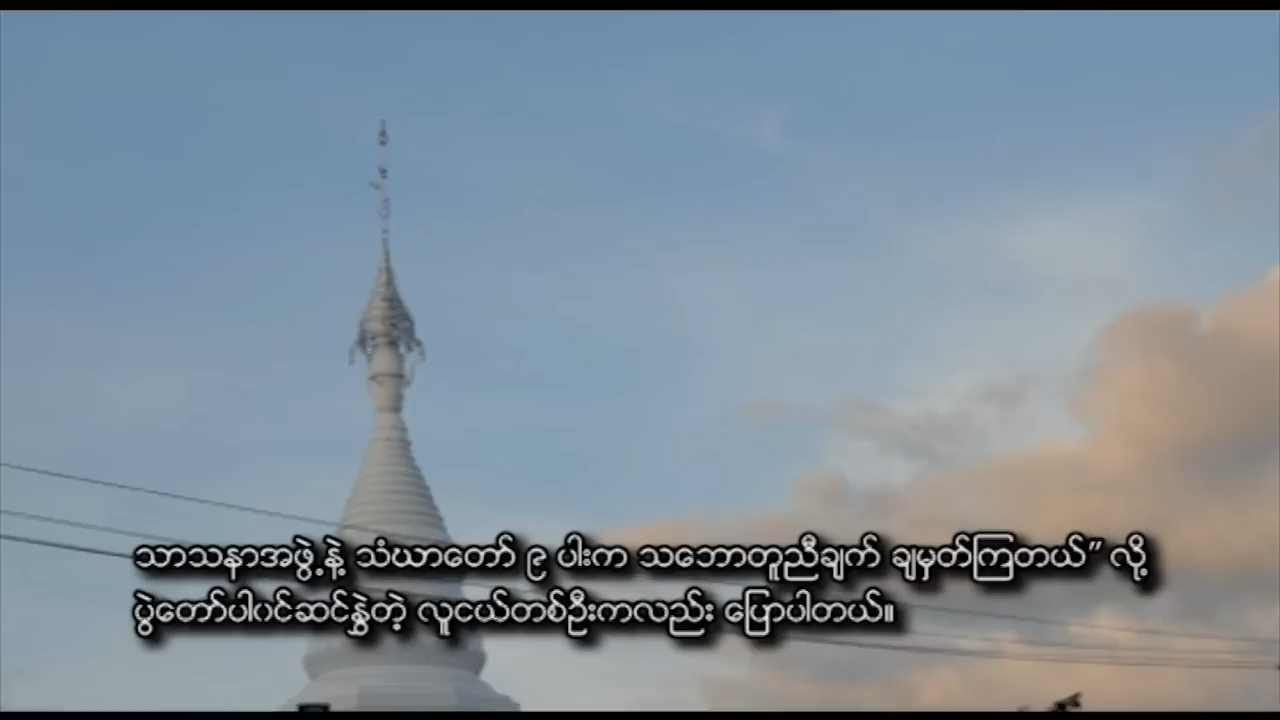 သာသနာအဖွဲ့နဲ့ သံဃာတော် ၉ ပါးက သဘောတူညီချက် ချမှတ်ကြတယ်” လို့
ပွဲတော်ပါဝင်ဆင်နွှဲတဲ့ လူငယ်တစ်ဦးကလည်း ပြောပါတယ်။